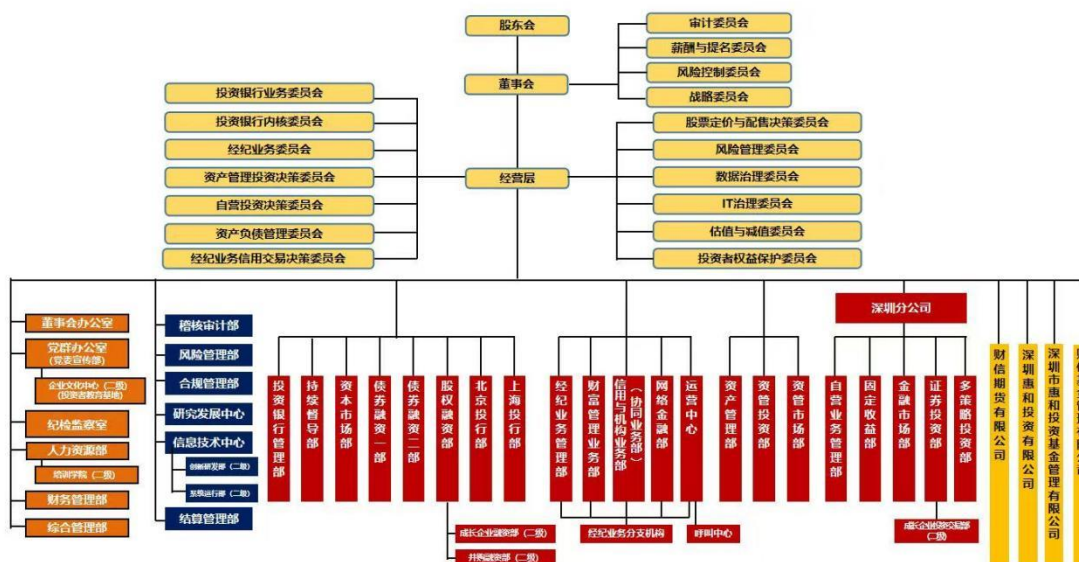 股东会
董事会
审计委员会
薪酬与提名委员会
风险控制委员会
战略委员会
投资银行业务委员会
投资银行内核委员会
经纪业务委员会
资产管理投资决策委员会
自营投资决策委员会
资产负债管理委员会
经纪业务信用交易决策委员会
经营层
股票定价与配售决策委员会
风险管理委员会
数据治理委员会
IT治理委员会
估值与减值委员会
投资者权益保护委员会
董事会办公室
党群办公室
(党委宣传部)
企业文化中心(二级)
(投资者教育基地)
纪检监察室
人力资源部
培训学院(二级)
财务管理部
综合管理部
稽核审计部
风险管理部
合规管理部
研究发展中心
信息技术中心
创新研发部(二级)
系统运行部(二级)
结算管理部
投资银行管理部
持续督导部
资本市场部
债券融资一部
债券融资二部
股权融资部
北京投行部
上海投行部
成长企业融资部(二级)
并购融资部(二级)
经纪业务管理部
财富管理业务部
信用与机构业务部
(协同业务部)
网络金融部
运营中心
经纪业务分支机构
呼叫中心
资产管理部
资管投资部
资管市场部
深圳分公司
自营业务管理部
固定收益部
金融市场部
证券投资部
多策略投资部
成长企业投资交易部
(二级)
财信期货有限公司
深圳惠和投资有限公司
深圳市惠和投资基金管理有限公司